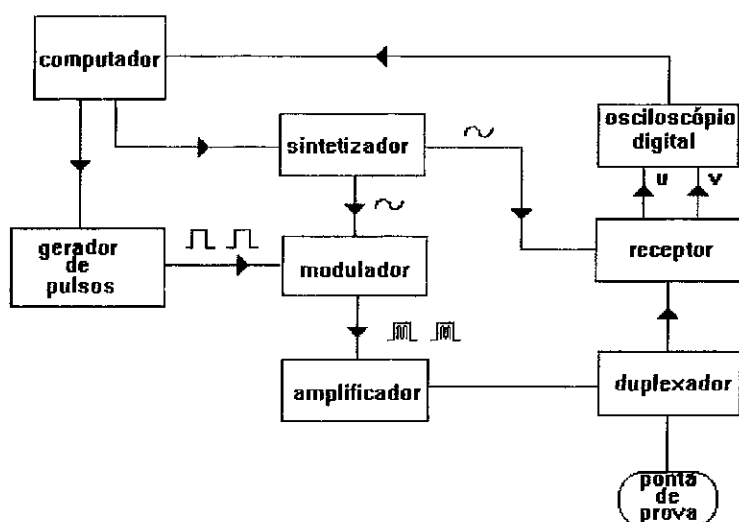 computador
osciloscópio
digital
sintetizador
u
v
gerador
de
pulsos
modulador
receptor
amplificador
duplexador
ponta
de
prova